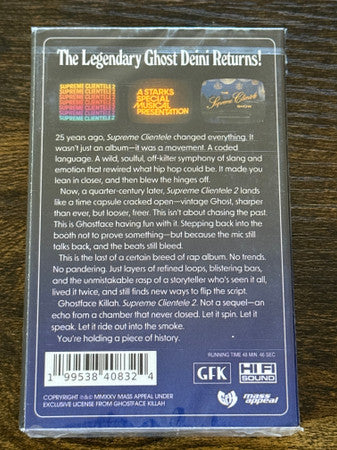 The Legendary Ghost Deini Returns!
SUPREME CLIENTELE 2
SUPREME CLIENTELE 2
SUPREME CLIENTELE 2
SUPREME CLIENTELE 2
SUPREME CLIENTELE 2
A STARKS
SPECIAL
MUSICAL
PRESENTATION
THE
Supreme Clientele
SHOW
25 years ago, Supreme Clientele changed everything. It
wasn't just an album—it was a movement. A coded
language. A wild, soulful, off-kilter symphony of slang and
emotion that rewired what hip hop could be. It made you
lean in closer, and then blew the hinges off.
Now, a quarter-century later, Supreme Clientele 2 lands
like a time capsule cracked open—vintage Ghost, sharper
than ever, but looser, freer. This isn't about chasing the past.
This is Ghostface having fun with it. Stepping back into the
booth not to prove something—but because the mic still
talks back, and the beats still bleed.
This is the last of a certain breed of rap album. No trends.
No pandering. Just layers of refined loops, blistering bars,
and the unmistakable rasp of a storyteller who's seen it all,
lived it twice, and still finds new ways to flip the script.
Ghostface Killah. Supreme Clientele 2. Not a sequel—an
echo from a chamber that never closed. Let it spin. Let it
speak. Let it ride out into the smoke.
You're holding a piece of history.
RUNNING TIME 48 MIN 46 SEC
1 99538 40832 4
GFK
HIFI
SOUND
mass
appeal
COPRYRIGHT ℗ © MMXXV MASS APPEAL UNDER
EXCLUSIVE LICENSE FROM GHOSTFACE KILLAH